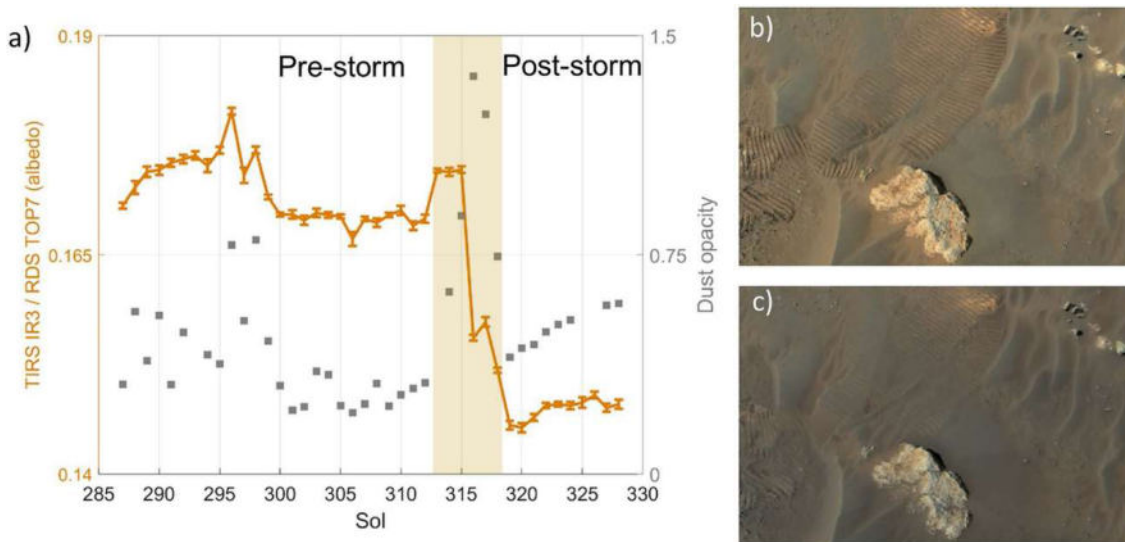 a)
0.19
0.165
0.14
TIRS IR3 / RDS TOP7 (albedo)
Pre-storm
Post-storm
1.5
0.75
0
Dust opacity
285
290
295
300
305
310
315
320
325
330
Sol
b)
c)